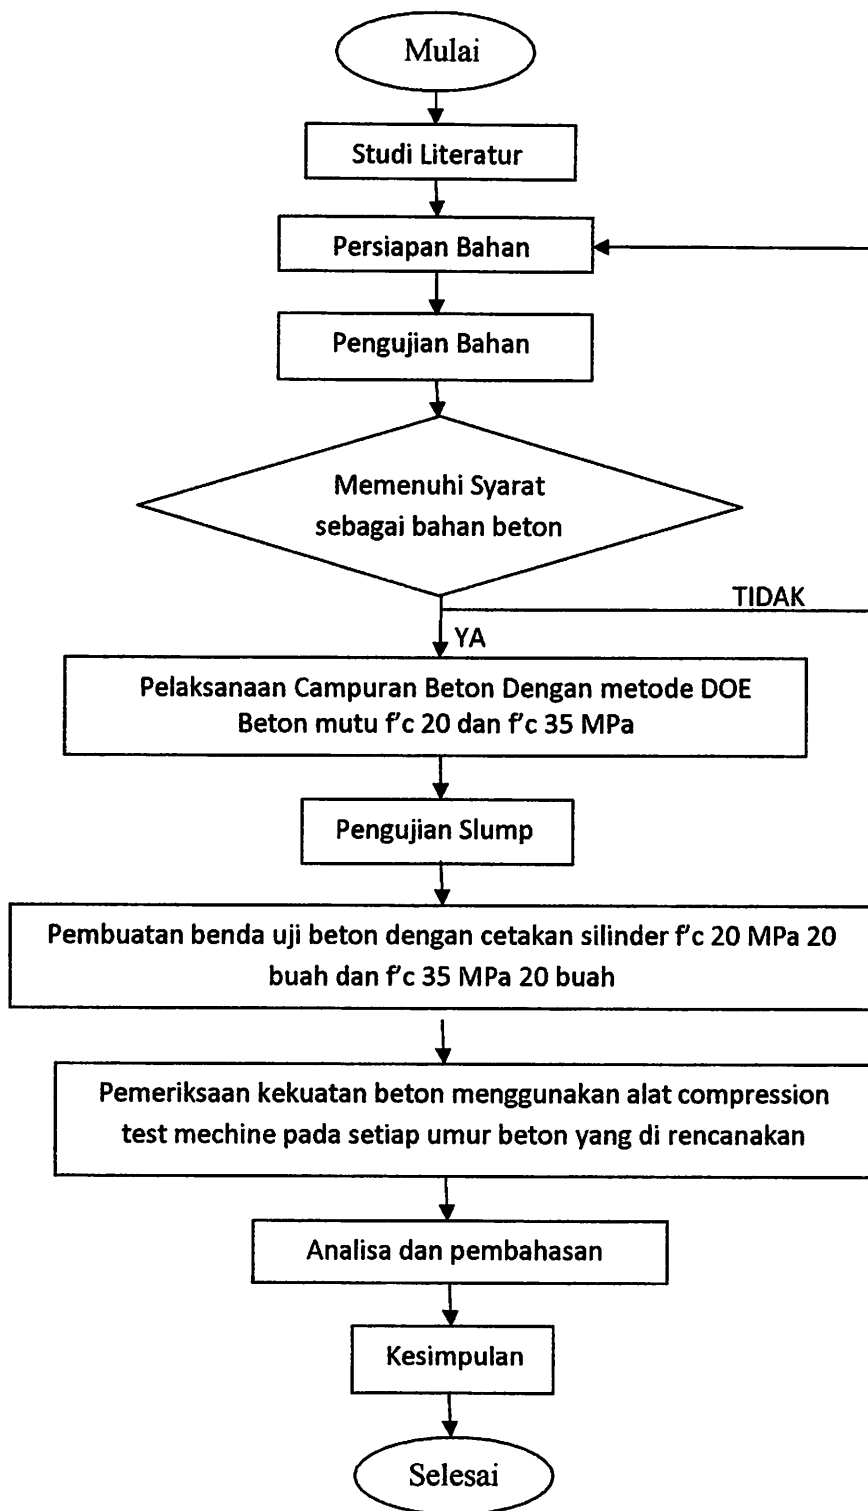 Mulai
Studi Literatur
Persiapan Bahan
Pengujian Bahan
Memenuhi Syarat
sebagai bahan beton
TIDAK
YA
Pelaksanaan Campuran Beton Dengan metode DOE
Beton mutu f'c 20 dan f'c 35 MPa
Pengujian Slump
Pembuatan benda uji beton dengan cetakan silinder f'c 20 MPa 20
buah dan f'c 35 MPa 20 buah
Pemeriksaan kekuatan beton menggunakan alat compression
test mechine pada setiap umur beton yang di rencanakan
Analisa dan pembahasan
Kesimpulan
Selesai